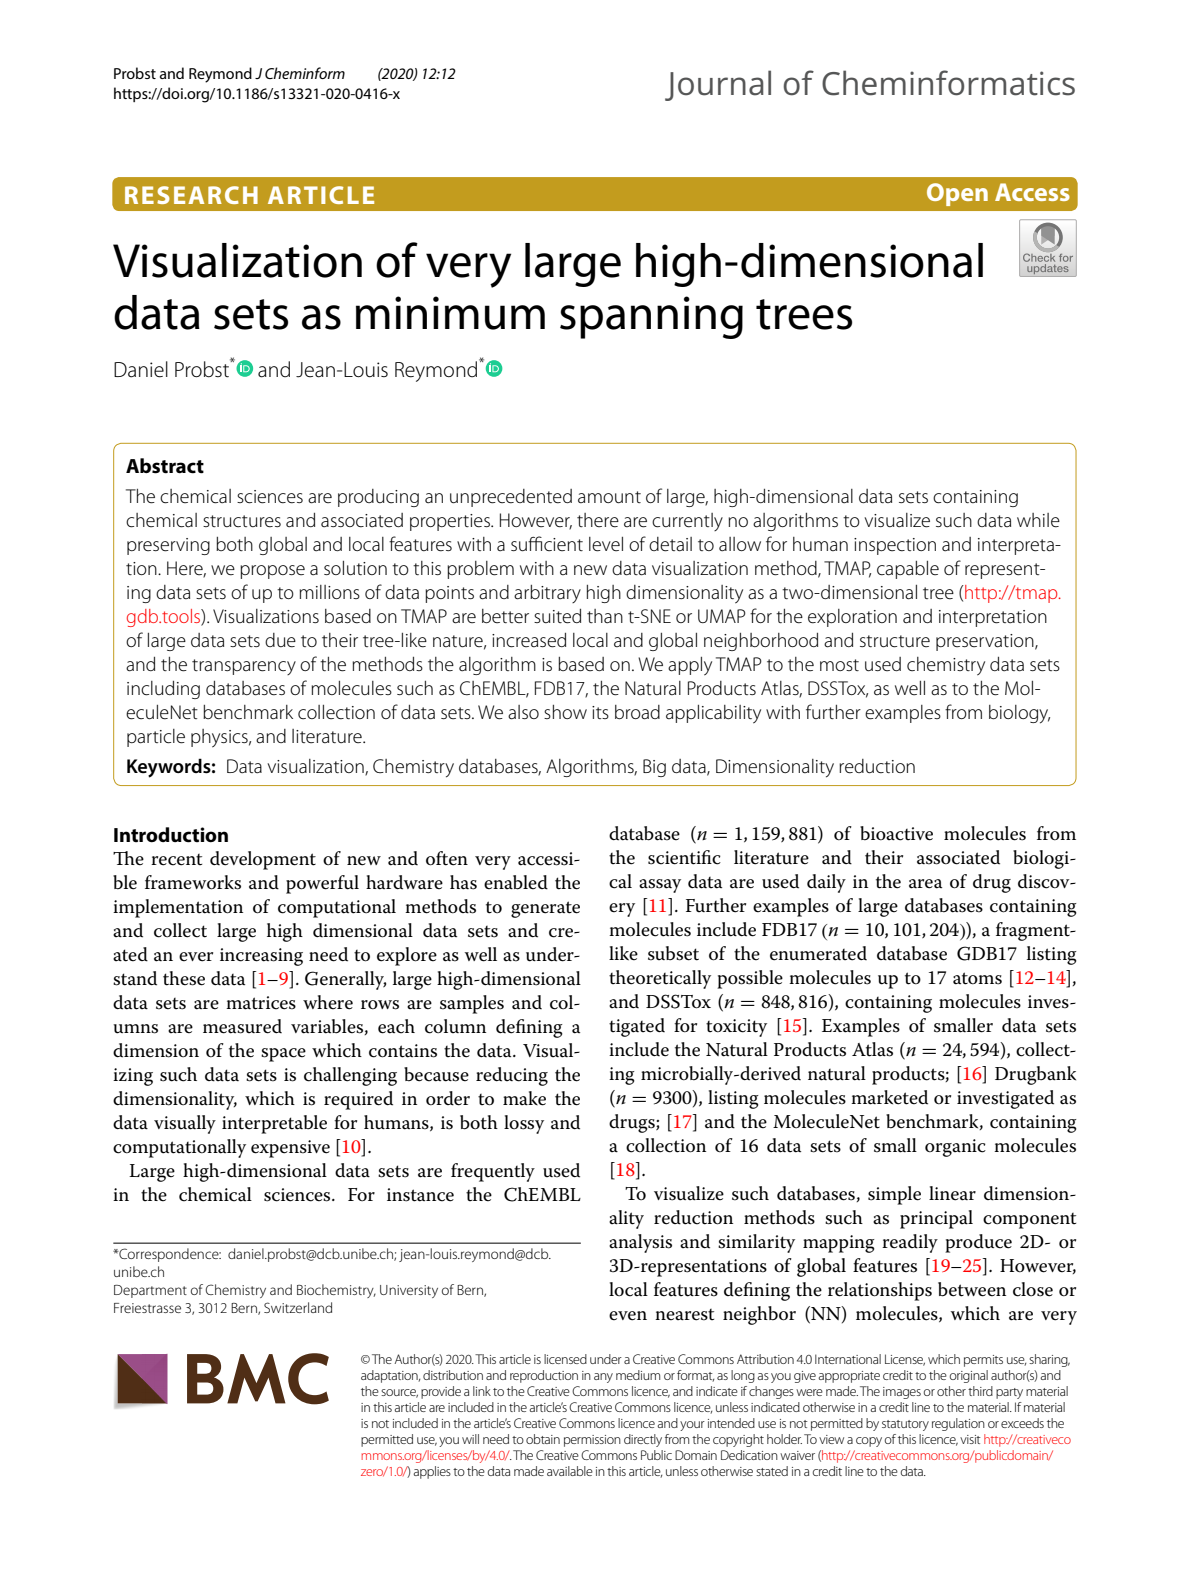 Probst and Reymond J Cheminform (2020) 12:12
https://doi.org/10.1186/s13321-020-0416-x
Journal of Cheminformatics
RESEARCH ARTICLE
Open Access
Check for
updates
Visualization of very large high-dimensional
data sets as minimum spanning trees
Daniel Probst* iD and Jean-Louis Reymond* iD
Abstract
The chemical sciences are producing an unprecedented amount of large, high-dimensional data sets containing
chemical structures and associated properties. However, there are currently no algorithms to visualize such data while
preserving both global and local features with a sufficient level of detail to allow for human inspection and interpreta-
tion. Here, we propose a solution to this problem with a new data visualization method, TMAP, capable of represent-
ing data sets of up to millions of data points and arbitrary high dimensionality as a two-dimensional tree (http://tmap.
gdb.tools). Visualizations based on TMAP are better suited than t-SNE or UMAP for the exploration and interpretation
of large data sets due to their tree-like nature, increased local and global neighborhood and structure preservation,
and the transparency of the methods the algorithm is based on. We apply TMAP to the most used chemistry data sets
including databases of molecules such as ChEMBL, FDB17, the Natural Products Atlas, DSSTox, as well as to the Mol-
eculeNet benchmark collection of data sets. We also show its broad applicability with further examples from biology,
particle physics, and literature.
Keywords: Data visualization, Chemistry databases, Algorithms, Big data, Dimensionality reduction
Introduction
The recent development of new and often very accessi-
ble frameworks and powerful hardware has enabled the
implementation of computational methods to generate
and collect large high dimensional data sets and cre-
ated an ever increasing need to explore as well as under-
stand these data [1–9]. Generally, large high-dimensional
data sets are matrices where rows are samples and col-
umns are measured variables, each column defining a
dimension of the space which contains the data. Visual-
izing such data sets is challenging because reducing the
dimensionality, which is required in order to make the
data visually interpretable for humans, is both lossy and
computationally expensive [10].
Large high-dimensional data sets are frequently used
in the chemical sciences. For instance the ChEMBL
database (n = 1, 159, 881) of bioactive molecules from
the scientific literature and their associated biologi-
cal assay data are used daily in the area of drug discov-
ery [11]. Further examples of large databases containing
molecules include FDB17 (n = 10, 101, 204)), a fragment-
like subset of the enumerated database GDB17 listing
theoretically possible molecules up to 17 atoms [12–14],
and DSSTox (n = 848, 816), containing molecules inves-
tigated for toxicity [15]. Examples of smaller data sets
include the Natural Products Atlas (n = 24, 594), collect-
ing microbially-derived natural products; [16] Drugbank
(n = 9300), listing molecules marketed or investigated as
drugs; [17] and the MoleculeNet benchmark, containing
a collection of 16 data sets of small organic molecules
[18].
To visualize such databases, simple linear dimension-
ality reduction methods such as principal component
analysis and similarity mapping readily produce 2D- or
3D-representations of global features [19–25]. However,
local features defining the relationships between close or
even nearest neighbor (NN) molecules, which are very
*Correspondence: daniel.probst@dcb.unibe.ch; jean-louis.reymond@dcb.
unibe.ch
Department of Chemistry and Biochemistry, University of Bern,
Freiestrasse 3, 3012 Bern, Switzerland
BMC
© The Author(s) 2020. This article is licensed under a Creative Commons Attribution 4.0 International License, which permits use, sharing,
adaptation, distribution and reproduction in any medium or format, as long as you give appropriate credit to the original author(s) and
the source, provide a link to the Creative Commons licence, and indicate if changes were made. The images or other third party material
in this article are included in the article's Creative Commons licence, unless indicated otherwise in a credit line to the material. If material
is not included in the article's Creative Commons licence and your intended use is not permitted by statutory regulation or exceeds the
permitted use, you will need to obtain permission directly from the copyright holder. To view a copy of this licence, visit http://creativeco
mmons.org/licenses/by/4.0/. The Creative Commons Public Domain Dedication waiver (http://creativecommons.org/publicdomain/
zero/1.0/) applies to the data made available in this article, unless otherwise stated in a credit line to the data.